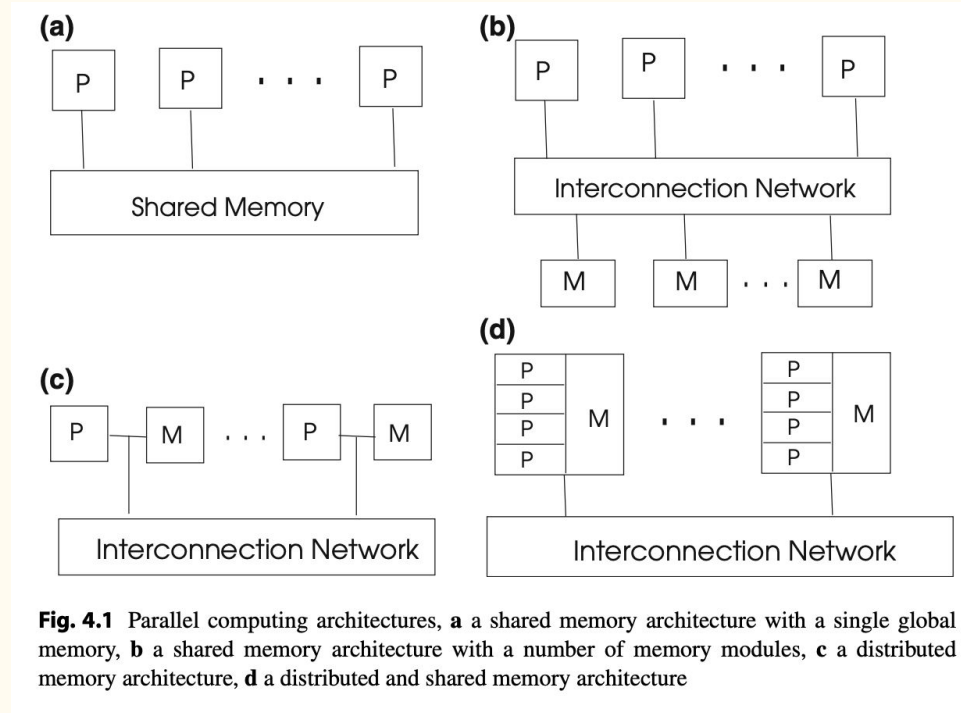 (a)
P P . . . P
Shared Memory
(b)
P P . . . P
Interconnection Network
M M . . . M
(c)
P M . . . P M
Interconnection Network
(d)
P P
P M . . . P M
P P
P P
Interconnection Network
Fig. 4.1 Parallel computing architectures, a a shared memory architecture with a single global
memory, b a shared memory architecture with a number of memory modules, c a distributed
memory architecture, d a distributed and shared memory architecture